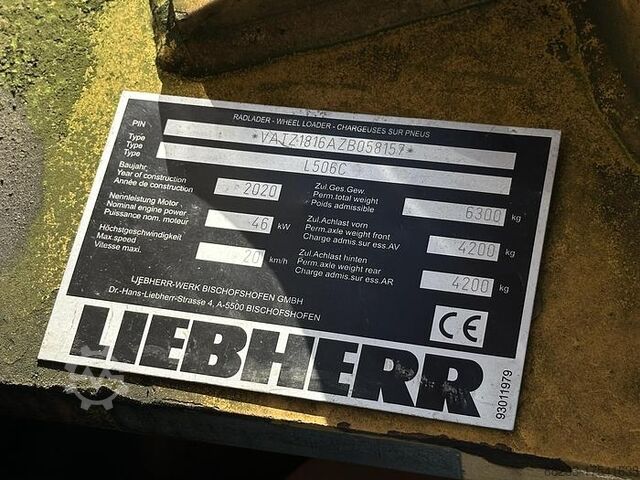 RADLADER - WHEEL LOADER - CHARGEUSES SUR PNEUS
PIN *VATZ1816AZB058157*
Type
Type L506C
Type
Baujahr
Year of construction 2020
Année de construction
Nennleistung Motor
Nominal engine power 46 kW
Puissance nom. moteur
Höchstgeschwindigkeit
Max.speed 20 km/h
Vitesse maxi.
Zul.Ges.Gew.
Perm.total weight 6300 kg
Poids admissible
Zul.Achlast vorn
Perm.axle weight front 4200 kg
Charge admis.sur ess.AV
Zul.Achlast hinten
Perm.axle weight rear 4200 kg
Charge admis.sur ess.AR
LIEBHERR-WERK BISCHOFSHOFEN GMBH
Dr.-Hans-Liebherr-Strasse 4, A-5500 BISCHOFSHOFEN
CE
LIEBHERR
93011979